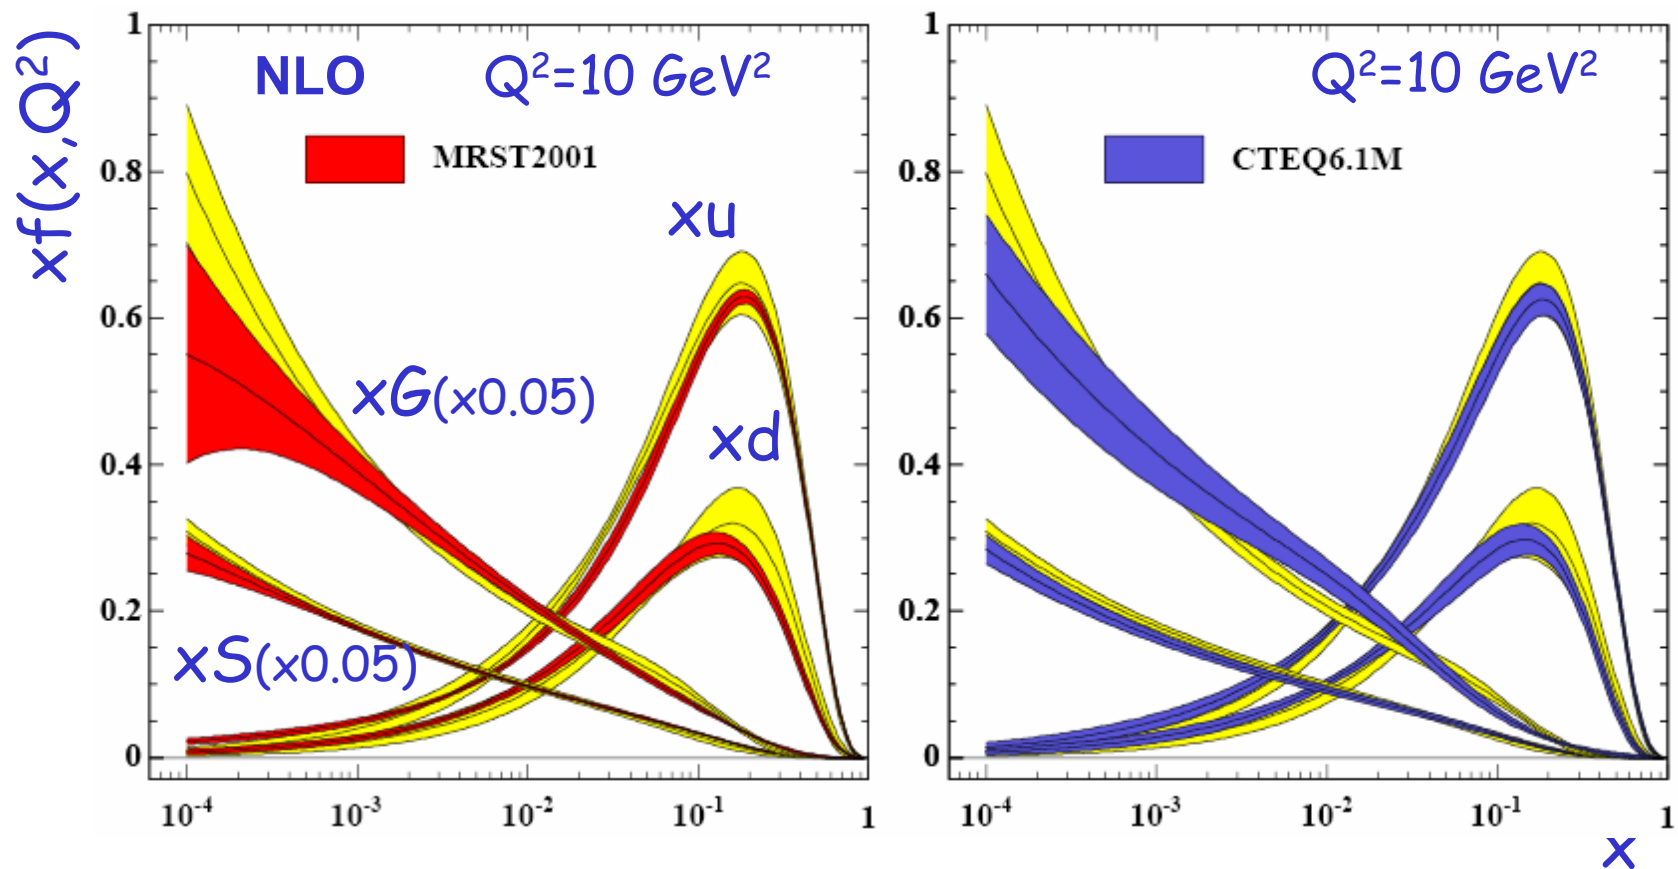 xf(x,Q²)
1
0.8
0.6
0.4
0.2
0
NLO
Q²=10 GeV²
MRST2001
xu
xG(x0.05)
xd
xS(x0.05)
10⁻⁴ 10⁻³ 10⁻² 10⁻¹ 1
1
0.8
0.6
0.4
0.2
0
Q²=10 GeV²
CTEQ6.1M
10⁻⁴ 10⁻³ 10⁻² 10⁻¹ 1
x